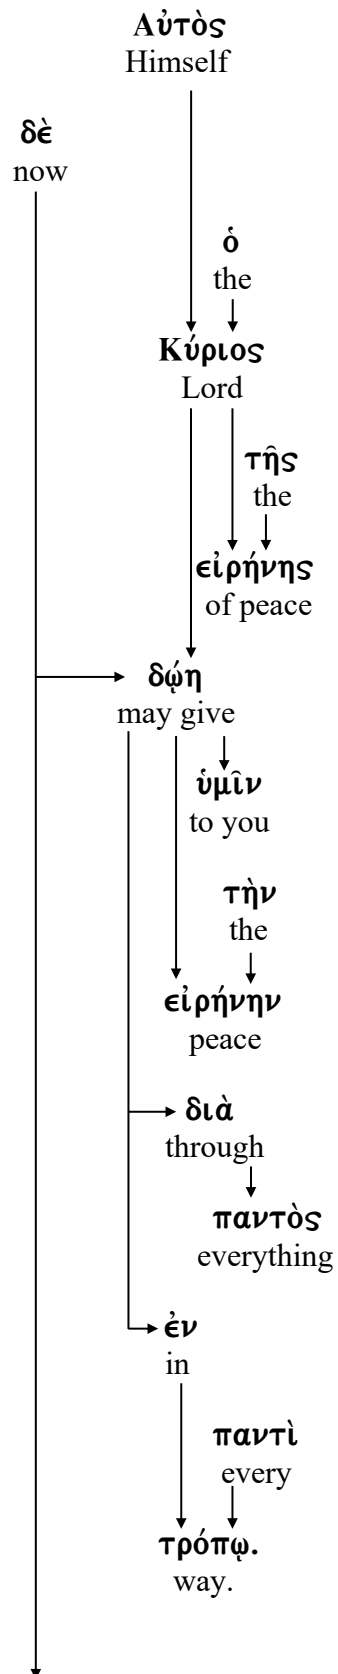 Αὐτὸς
Himself
δὲ
now
ὁ
the
Κύριος
Lord
τῆς
the
εἰρήνης
of peace
δῴη
may give
ὑμῖν
to you
τὴν
the
εἰρήνην
peace
διὰ
through
παντὸς
everything
ἐν
in
παντὶ
every
τρόπῳ.
way.